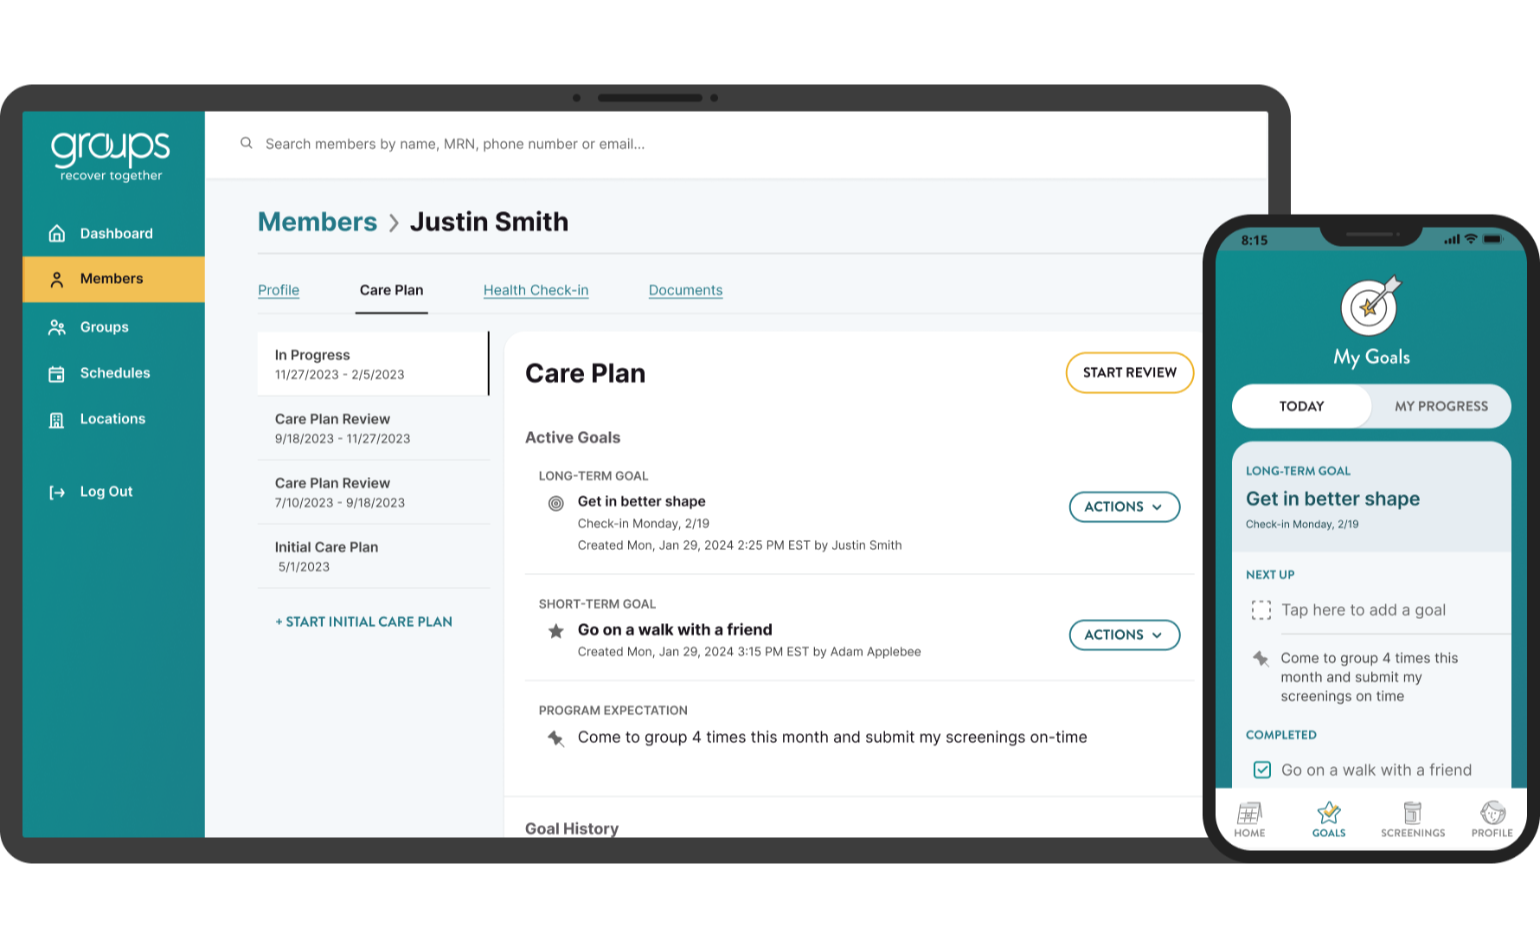 groups
recover together
Dashboard
Members
Groups
Schedules
Locations
Log Out
Search members by name, MRN, phone number or email...
Members > Justin Smith
Profile
Care Plan
Health Check-in
Documents
In Progress
11/27/2023 - 2/5/2023
Care Plan Review
9/18/2023 - 11/27/2023
Care Plan Review
7/10/2023 - 9/18/2023
Initial Care Plan
5/1/2023
+ START INITIAL CARE PLAN
Care Plan
START REVIEW
Active Goals
LONG-TERM GOAL
Get in better shape
Check-in Monday, 2/19
Created Mon, Jan 29, 2024 2:25 PM EST by Justin Smith
ACTIONS
SHORT-TERM GOAL
Go on a walk with a friend
Created Mon, Jan 29, 2024 3:15 PM EST by Adam Applebee
ACTIONS
PROGRAM EXPECTATION
Come to group 4 times this month and submit my screenings on-time
Goal History
8:15
My Goals
TODAY
MY PROGRESS
LONG-TERM GOAL
Get in better shape
Check-in Monday, 2/19
NEXT UP
Tap here to add a goal
Come to group 4 times this
month and submit my
screenings on time
COMPLETED
Go on a walk with a friend
HOME
GOALS
SCREENINGS
PROFILE